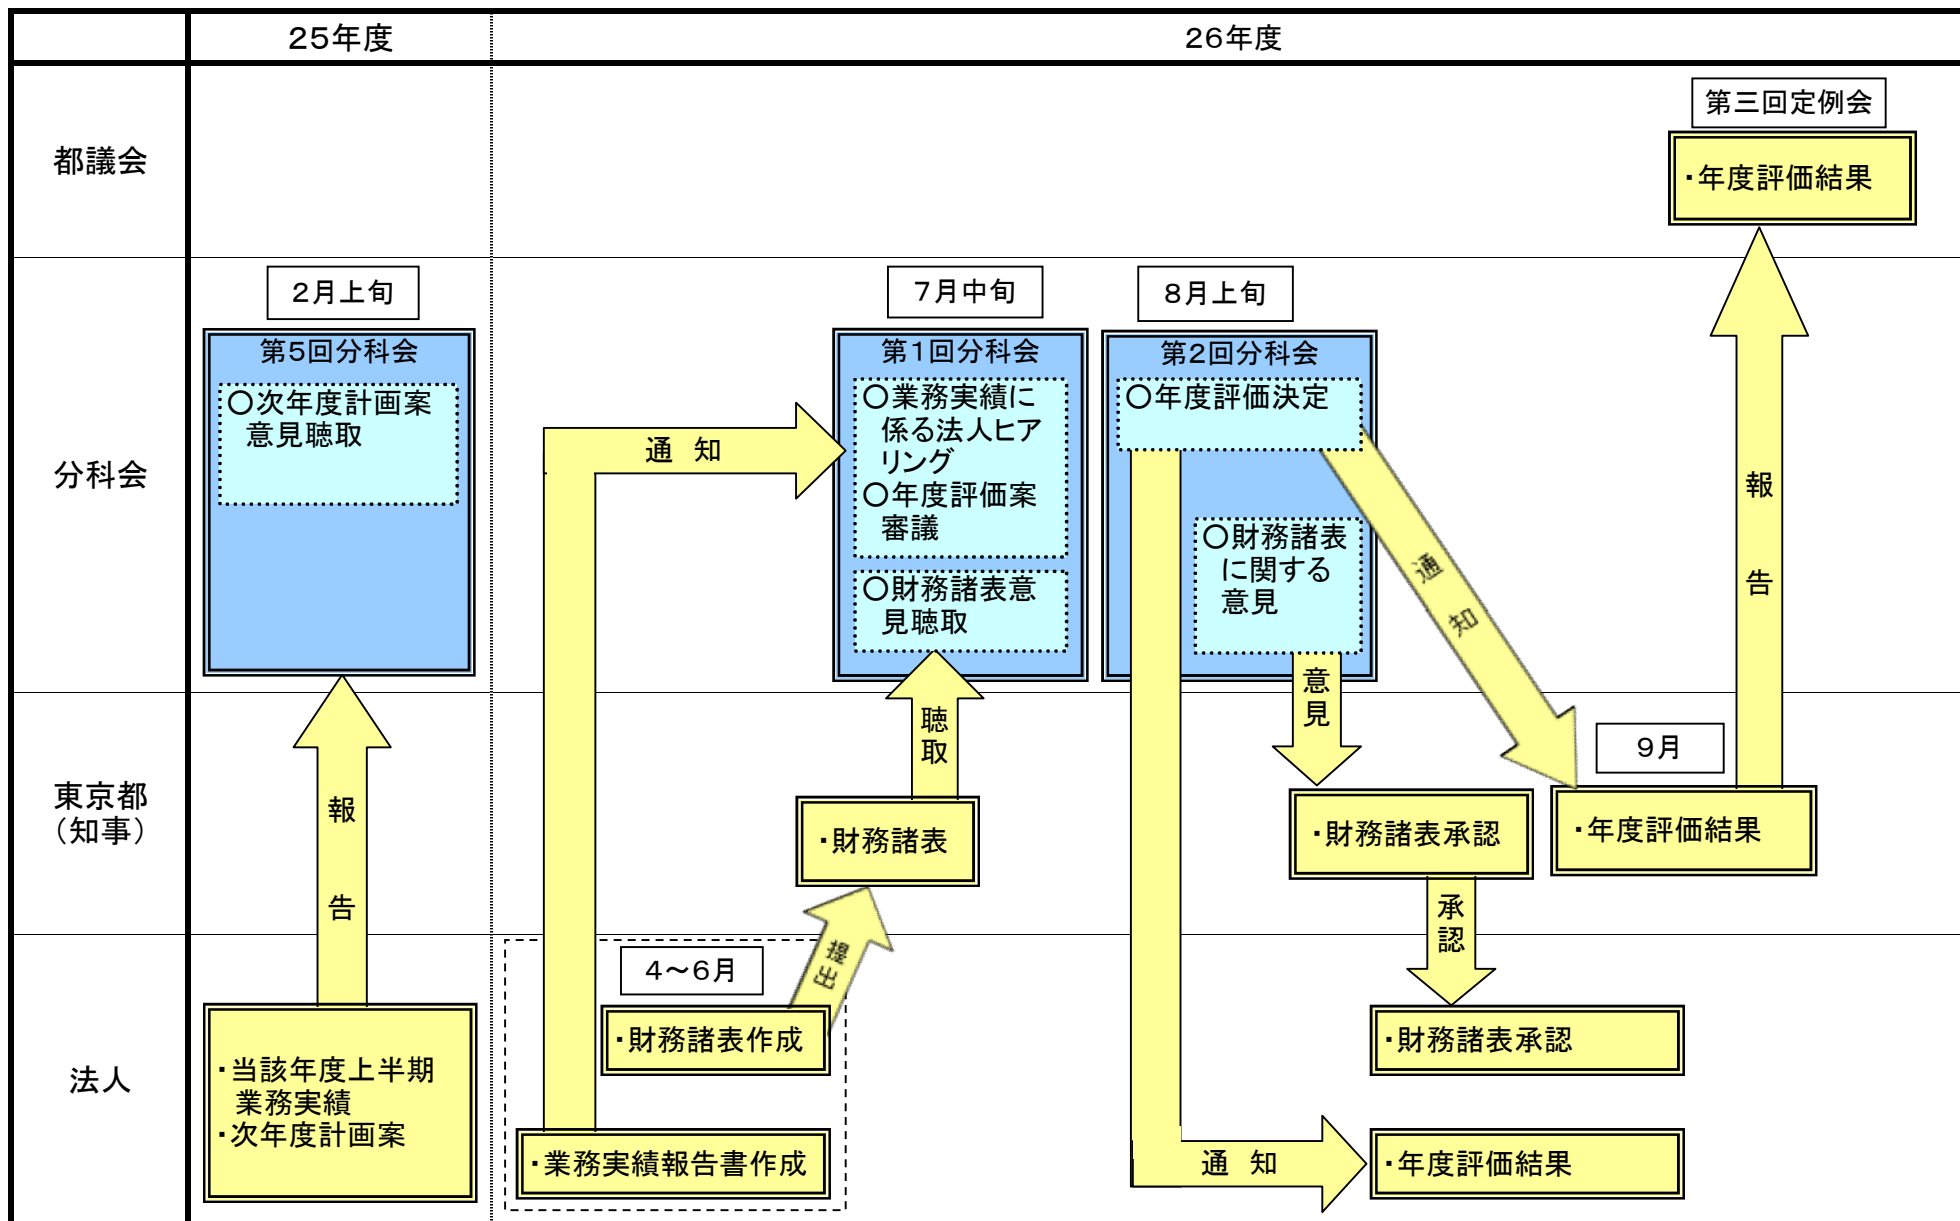 25年度
26年度
都議会
第三回定例会
・年度評価結果
分科会
2月上旬
第5回分科会
○次年度計画案
意見聴取
7月中旬
第1回分科会
○業務実績に
係る法人ヒア
リング
○年度評価案
審議
○財務諸表意
見聴取
8月上旬
第2回分科会
○年度評価決定
○財務諸表
に関する
意見
通 知
通 知
報 告
東京都
（知事）
報 告
聴取
・財務諸表
意見
・財務諸表承認
9月
・年度評価結果
提出
承認
法人
・当該年度上半期
業務実績
・次年度計画案
4～6月
・財務諸表作成
・業務実績報告書作成
・財務諸表承認
通 知
・年度評価結果